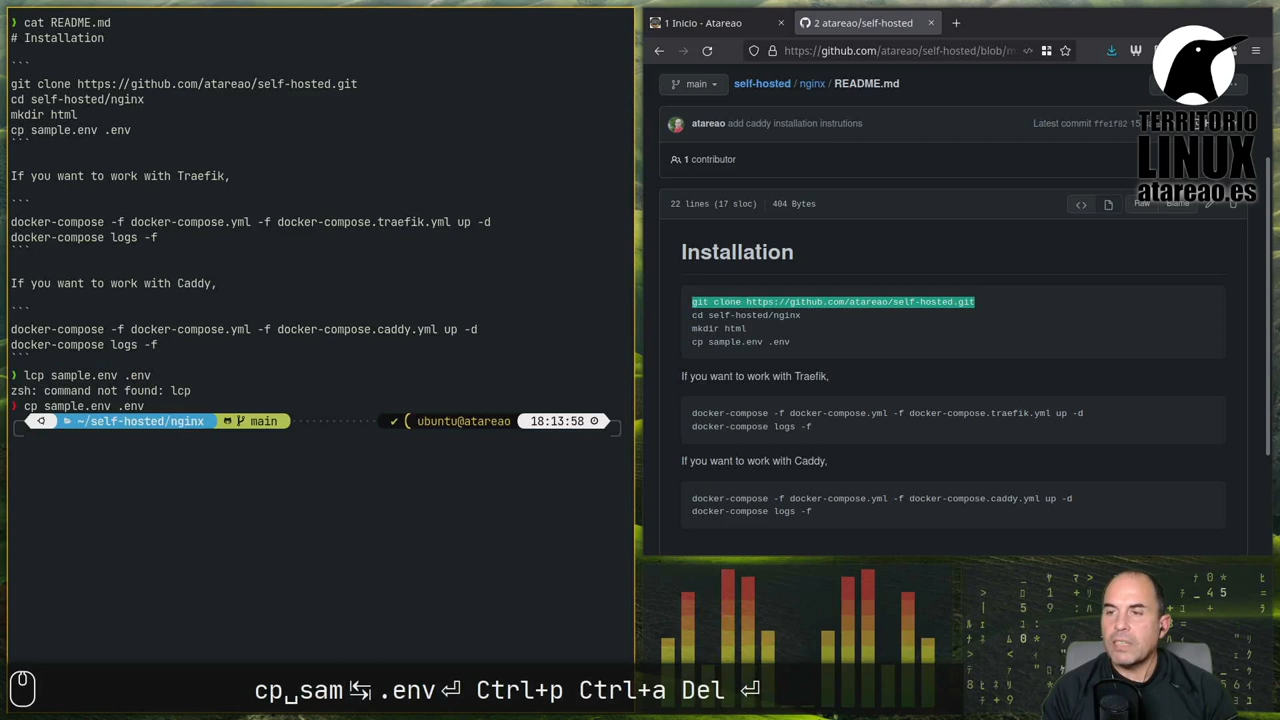 ❯ cat README.md
# Installation
```
git clone https://github.com/atareao/self-hosted.git
cd self-hosted/nginx
mkdir html
cp sample.env .env
```
If you want to work with Traefik,
```
docker-compose -f docker-compose.yml -f docker-compose.traefik.yml up -d
docker-compose logs -f
```
If you want to work with Caddy,
```
docker-compose -f docker-compose.yml -f docker-compose.caddy.yml up -d
docker-compose logs -f
```
❯ lcp sample.env .env
zsh: command not found: lcp
❯ cp sample.env .env
~/self-hosted/nginx main ✔ ubuntu@atareao 18:13:58
1 Inicio - Atareao
2 atareao/self-hosted
https://github.com/atareao/self-hosted/blob/m
main
self-hosted / nginx / README.md
atareao add caddy installation instrutions
Latest commit ffe1f82 15
1 contributor
22 lines (17 sloc) 404 Bytes
Raw Blame
Installation
git clone https://github.com/atareao/self-hosted.git
cd self-hosted/nginx
mkdir html
cp sample.env .env
If you want to work with Traefik,
docker-compose -f docker-compose.yml -f docker-compose.traefik.yml up -d
docker-compose logs -f
If you want to work with Caddy,
docker-compose -f docker-compose.yml -f docker-compose.caddy.yml up -d
docker-compose logs -f
TERRITORIO
LINUX
atareao.es
cp␣sam↹.env⏎ Ctrl+p Ctrl+a Del ⏎